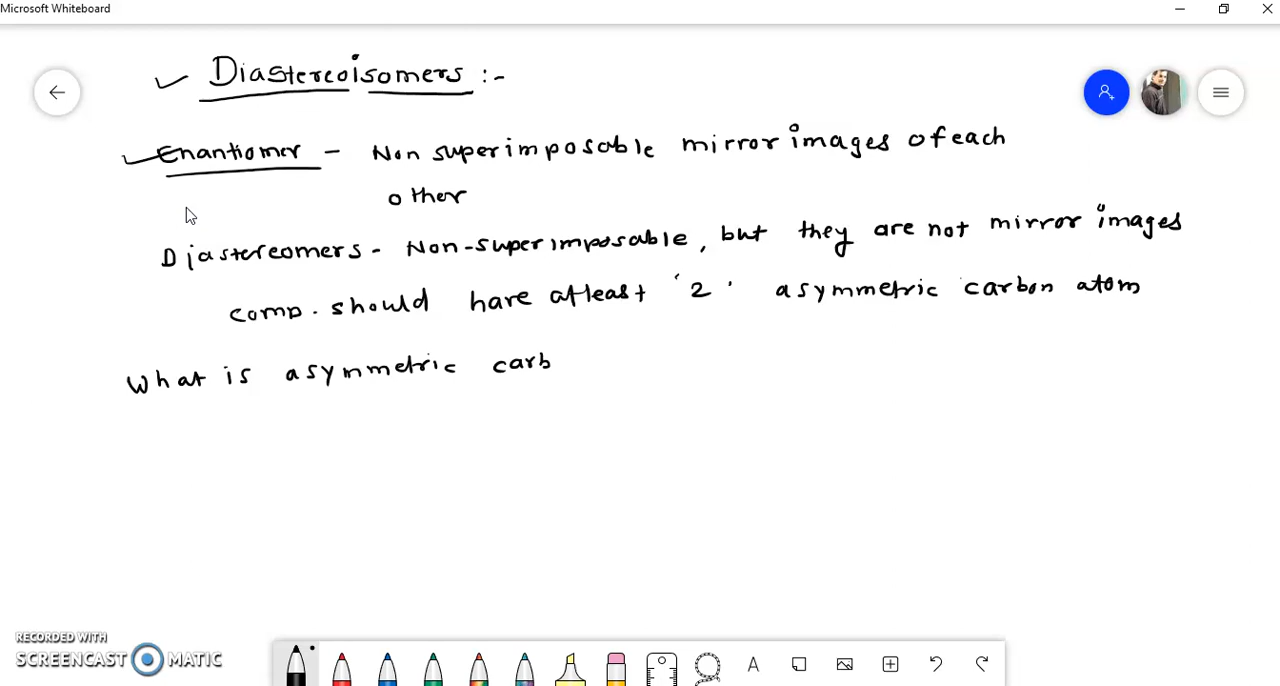 Microsoft Whiteboard
Diastereoisomers :-
Enantiomer - Non superimposable mirror images of each
other
Diastereomers - Non-superimposable, but they are not mirror images
comp. should have atleast '2' asymmetric carbon atom
What is asymmetric carb
RECORDED WITH
SCREENCAST MATIC
A